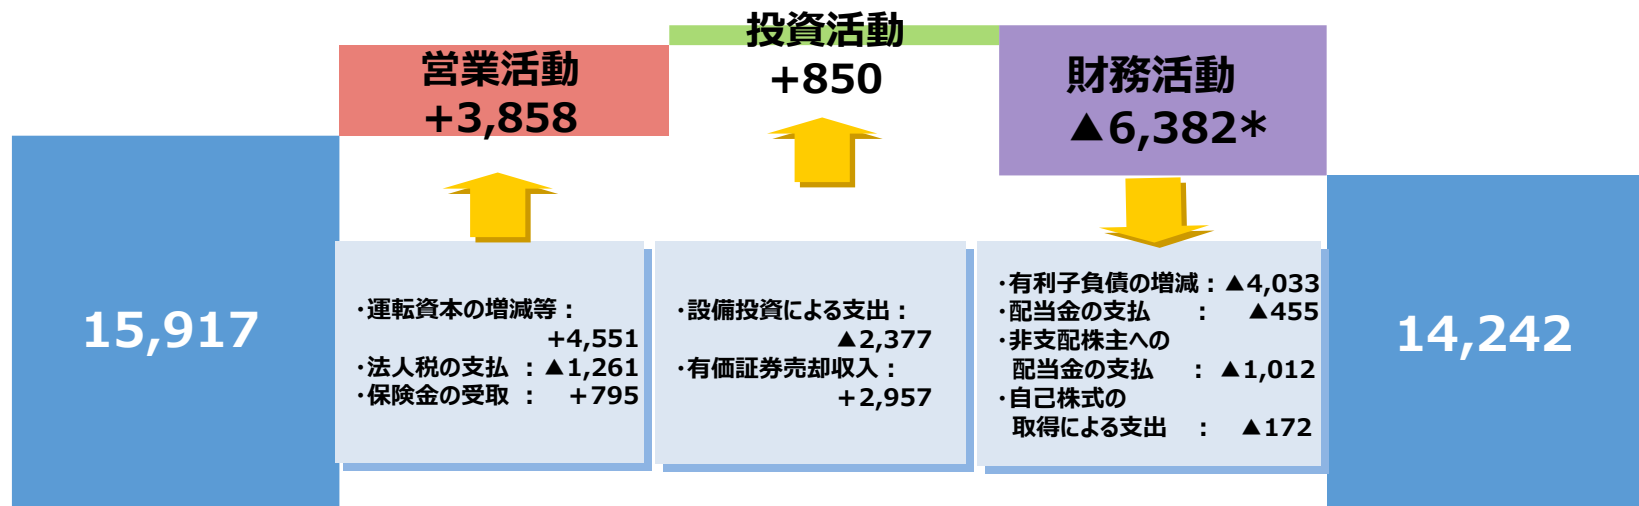 15,917
営業活動
+3,858
・運転資本の増減等：
+4,551
・法人税の支払 ：▲1,261
・保険金の受取 ： +795
投資活動
+850
・設備投資による支出：
▲2,377
・有価証券売却収入：
+2,957
財務活動
▲6,382*
・有利子負債の増減：▲4,033
・配当金の支払 ： ▲455
・非支配株主への
配当金の支払 ： ▲1,012
・自己株式の
取得による支出 ： ▲172
14,242